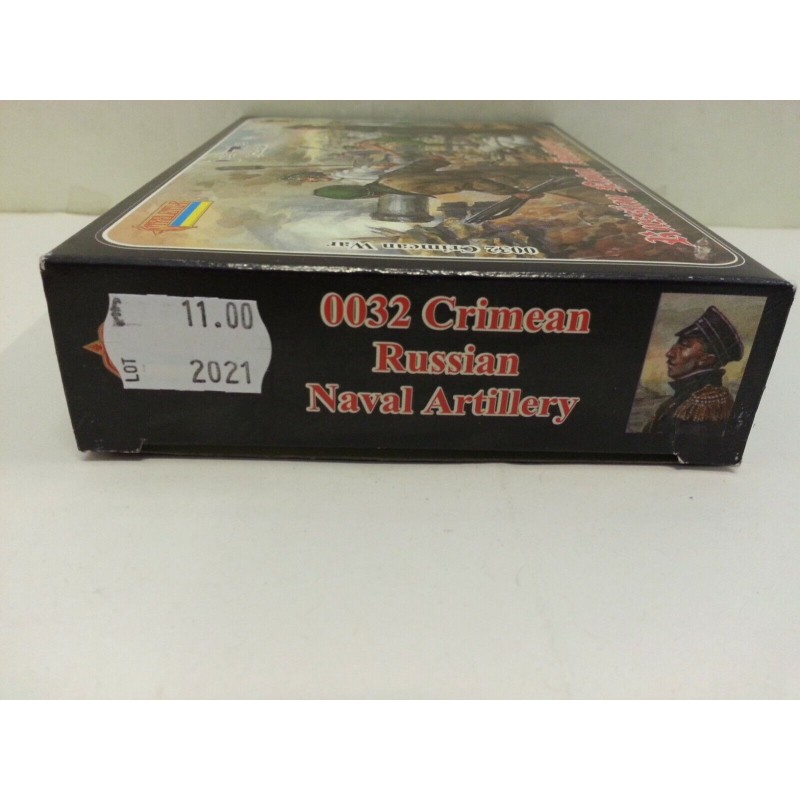 0032 Crimean War
11.00
LOT
2021
0032 Crimean
Russian
Naval Artillery